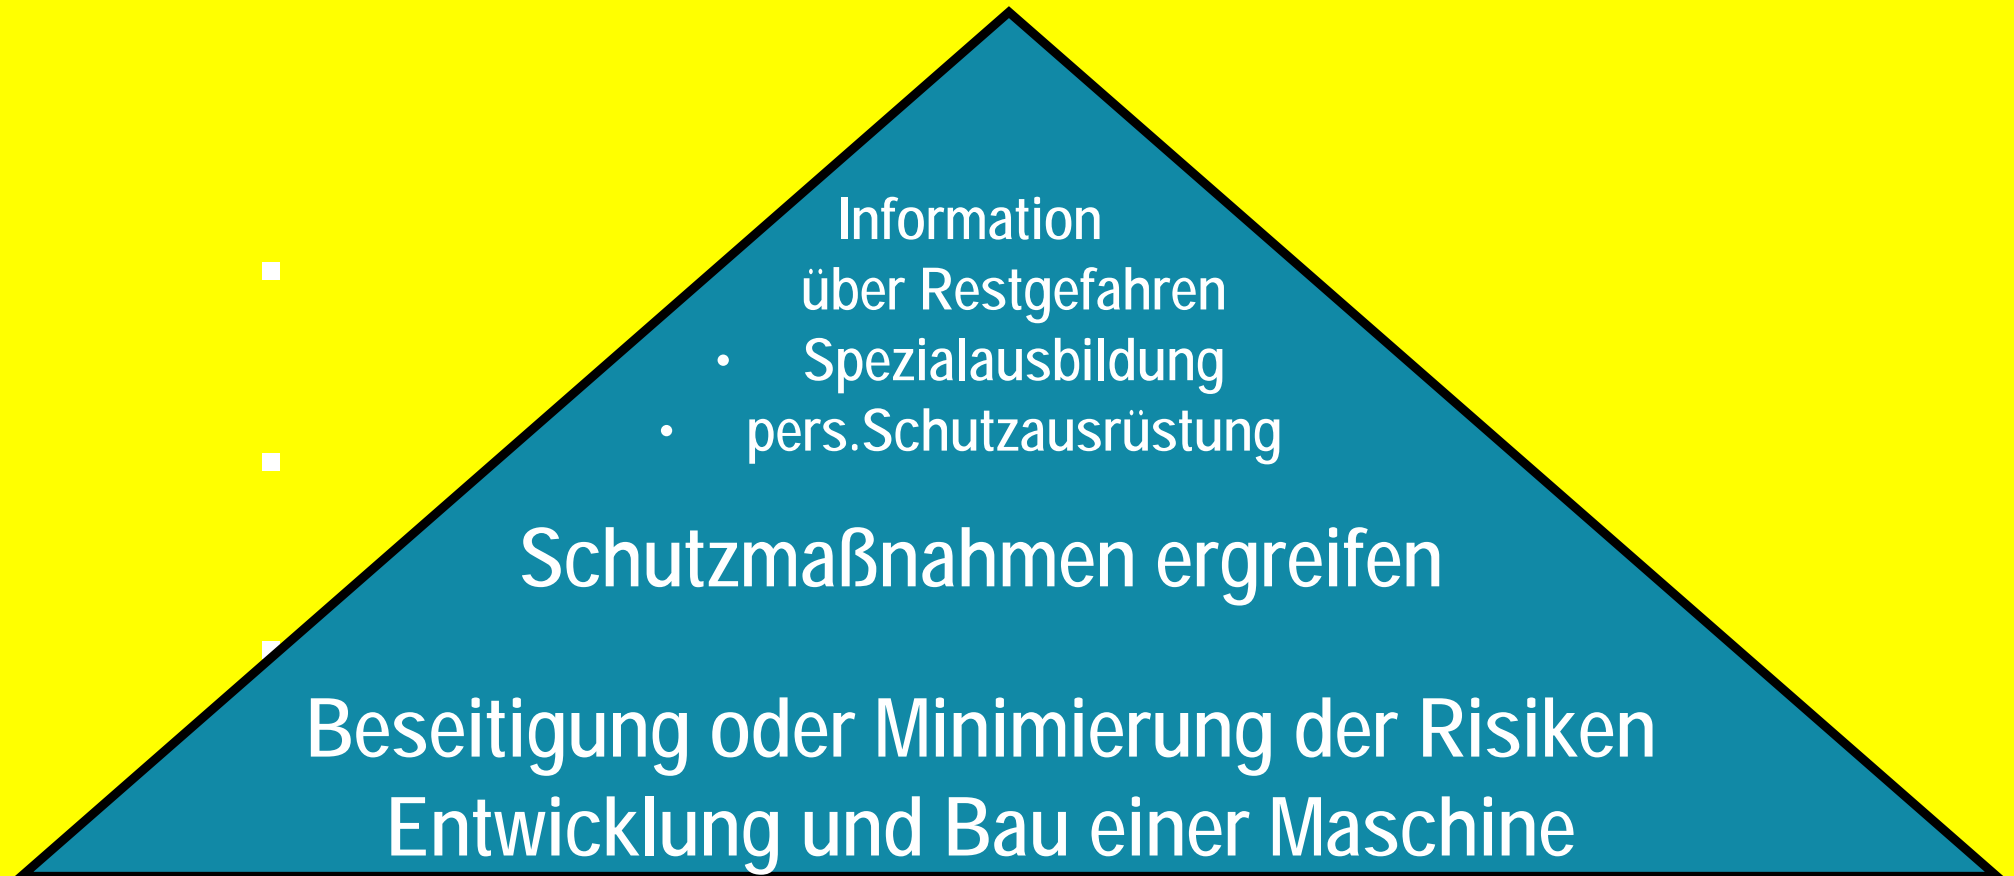 Information
über Restgefahren
• Spezialausbildung
• pers.Schutzausrüstung
Schutzmaßnahmen ergreifen
Beseitigung oder Minimierung der Risiken
Entwicklung und Bau einer Maschine